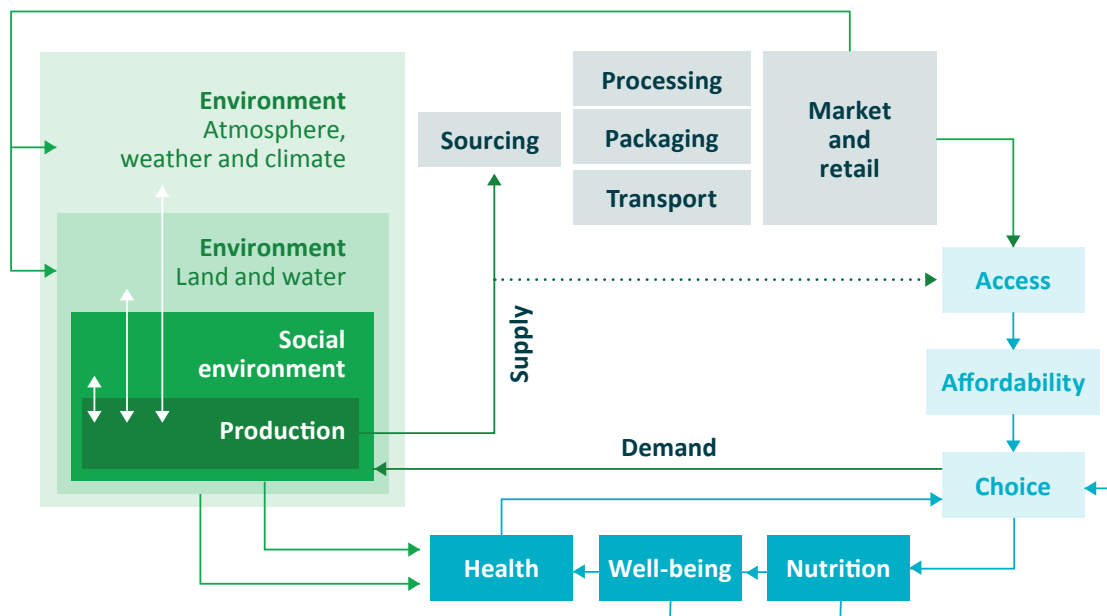 Environment
Atmosphere,
weather and climate
Environment
Land and water
Social
environment
Production
Sourcing
Processing
Packaging
Transport
Market
and
retail
Supply
Access
Affordability
Demand
Choice
Health
Well-being
Nutrition